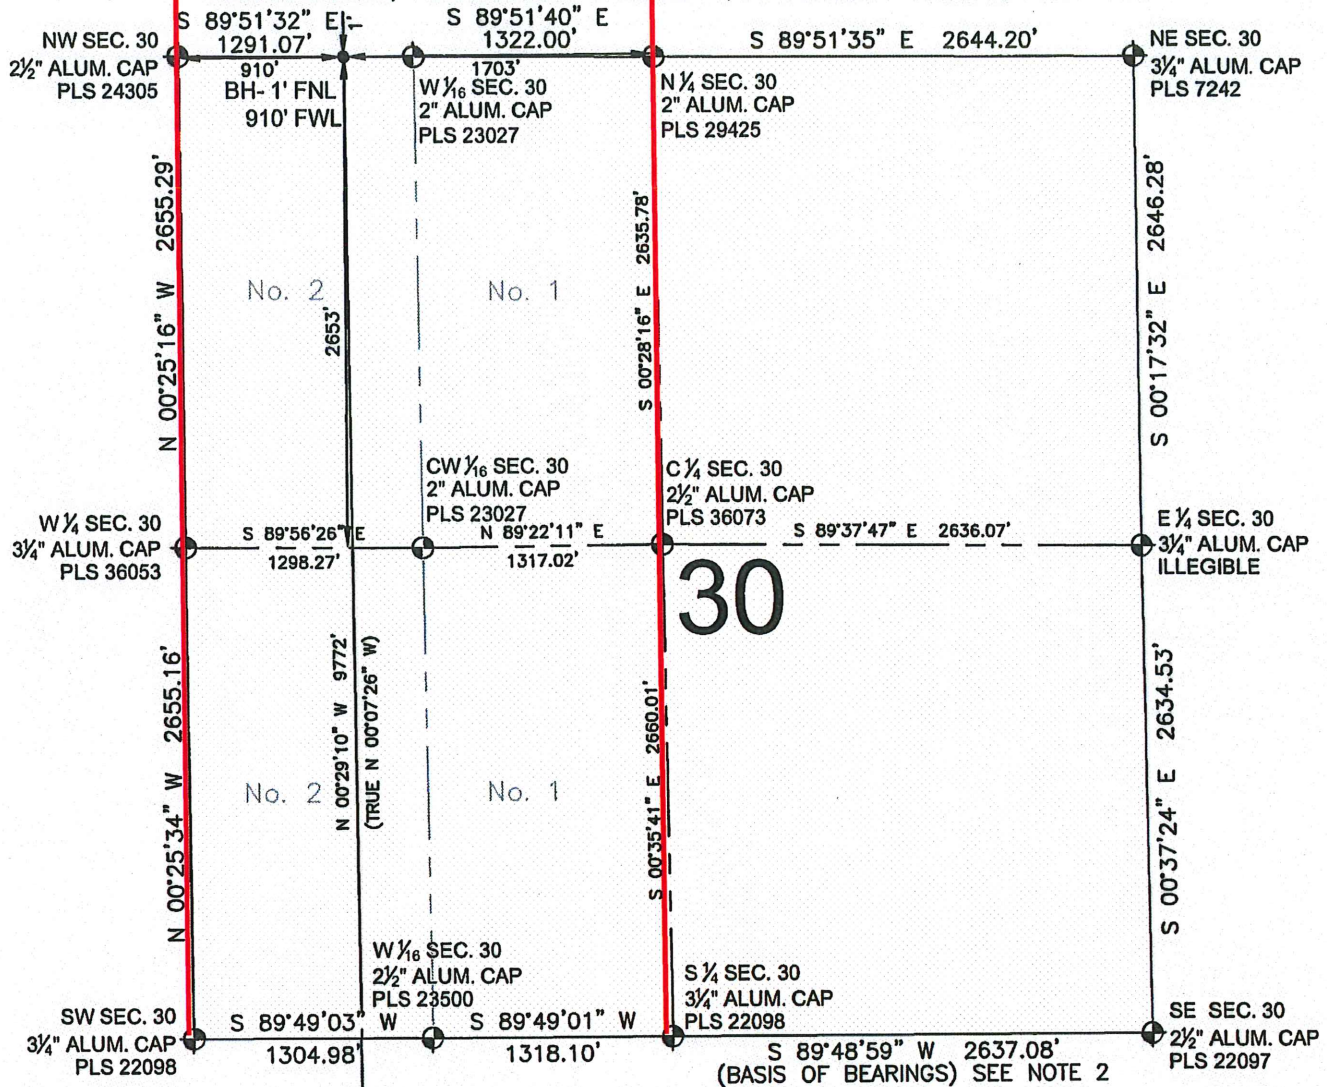 S 89°51'32" E
1291.07'
1'
S 89°51'40" E
1322.00'
S 89°51'35" E 2644.20'
NW SEC. 30
2½" ALUM. CAP
PLS 24305
910'
BH- 1' FNL
910' FWL
1703'
W 1/16 SEC. 30
2" ALUM. CAP
PLS 23027
N ¼ SEC. 30
2" ALUM. CAP
PLS 29425
NE SEC. 30
3¼" ALUM. CAP
PLS 7242
N 00°25'16" W 2655.29'
No. 2
2653'
No. 1
S 00°28'16" E 2635.78'
S 00°17'32" E 2646.28'
W ¼ SEC. 30
3¼" ALUM. CAP
PLS 36053
S 89°56'26" E
1298.27'
CW 1/16 SEC. 30
2" ALUM. CAP
PLS 23027
N 89°22'11" E
1317.02'
C ¼ SEC. 30
2½" ALUM. CAP
PLS 36073
S 89°37'47" E 2636.07'
E ¼ SEC. 30
3¼" ALUM. CAP
ILLEGIBLE
30
N 00°25'34" W 2655.16'
No. 2
N 00°29'10" W 9772'
(TRUE N 00°07'26" W)
No. 1
S 00°35'41" E 2660.01'
S 00°37'24" E 2634.53'
SW SEC. 30
3¼" ALUM. CAP
PLS 22098
S 89°49'03" W
1304.98'
W 1/16 SEC. 30
2½" ALUM. CAP
PLS 23500
S 89°49'01" W
1318.10'
S ¼ SEC. 30
3¼" ALUM. CAP
PLS 22098
S 89°48'59" W 2637.08'
(BASIS OF BEARINGS) SEE NOTE 2
SE SEC. 30
2½" ALUM. CAP
PLS 22097